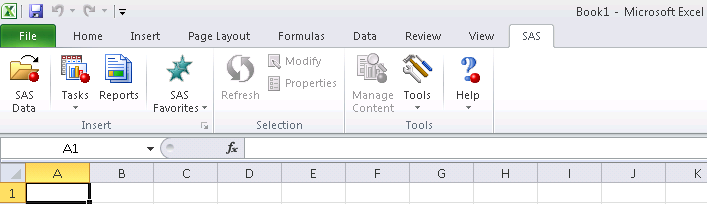 Book1 - Microsoft Excel
File Home Insert Page Layout Formulas Data Review View SAS
SAS Data Tasks Reports SAS Favorites Refresh Modify Properties Manage Content Tools Help
Insert Selection Tools
A1 fx
A B C D E F G H I J K
1